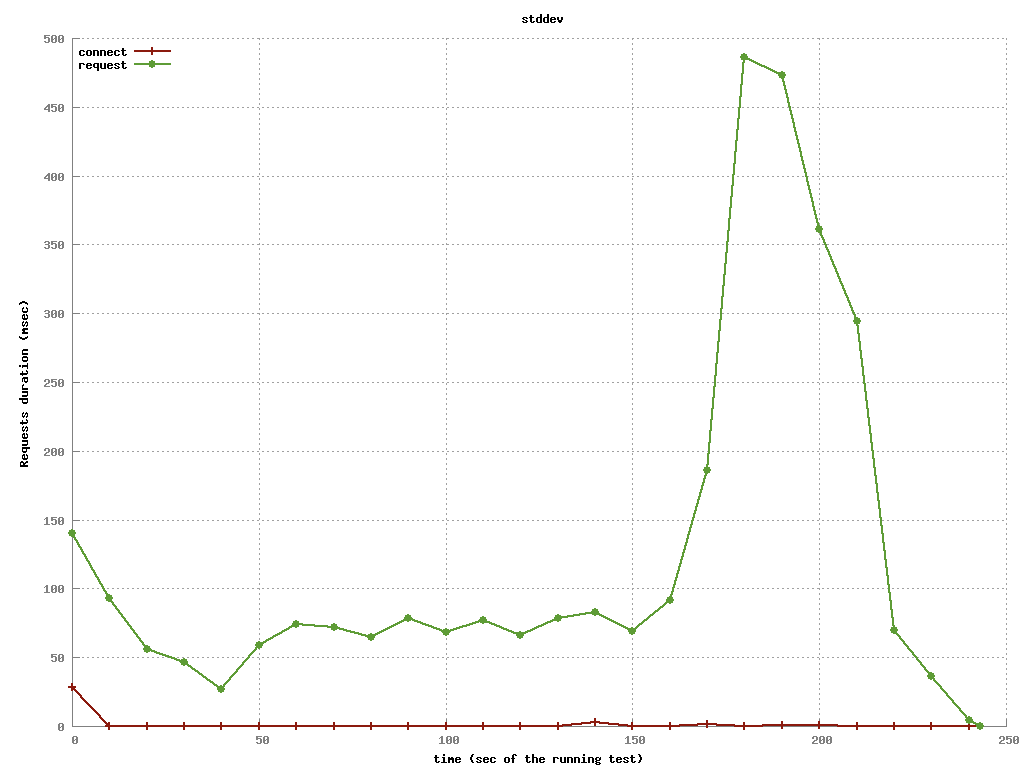 stddev
500
connect
request
450
400
350
300
250
200
150
100
50
0
Requests duration (msec)
0 50 100 150 200 250
time (sec of the running test)